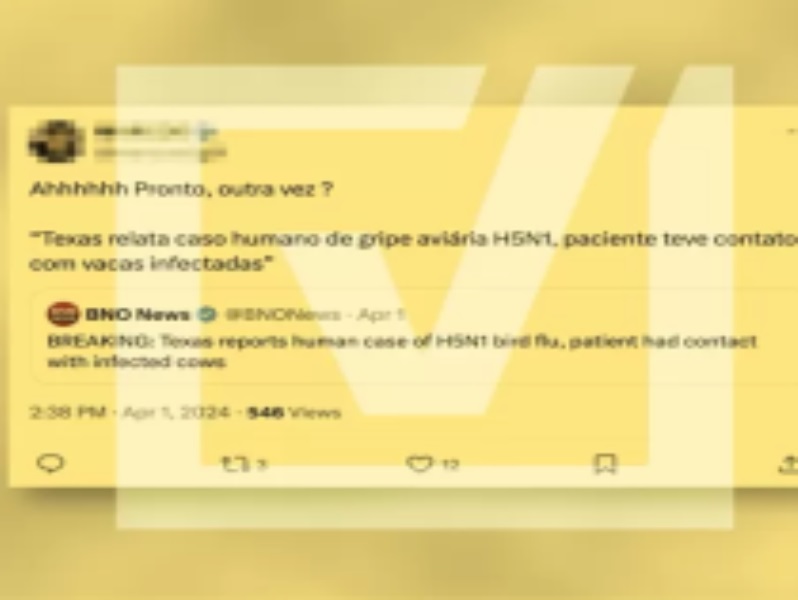 Ahhhhhh Pronto, outra vez ?
"Texas relata caso humano de gripe aviária H5N1, paciente teve contato
com vacas infectadas"
BNO News @BNONews · Apr 1
BREAKING: Texas reports human case of H5N1 bird flu, patient had contact
with infected cows
2:38 PM · Apr 1, 2024 · 546 Views
3 12